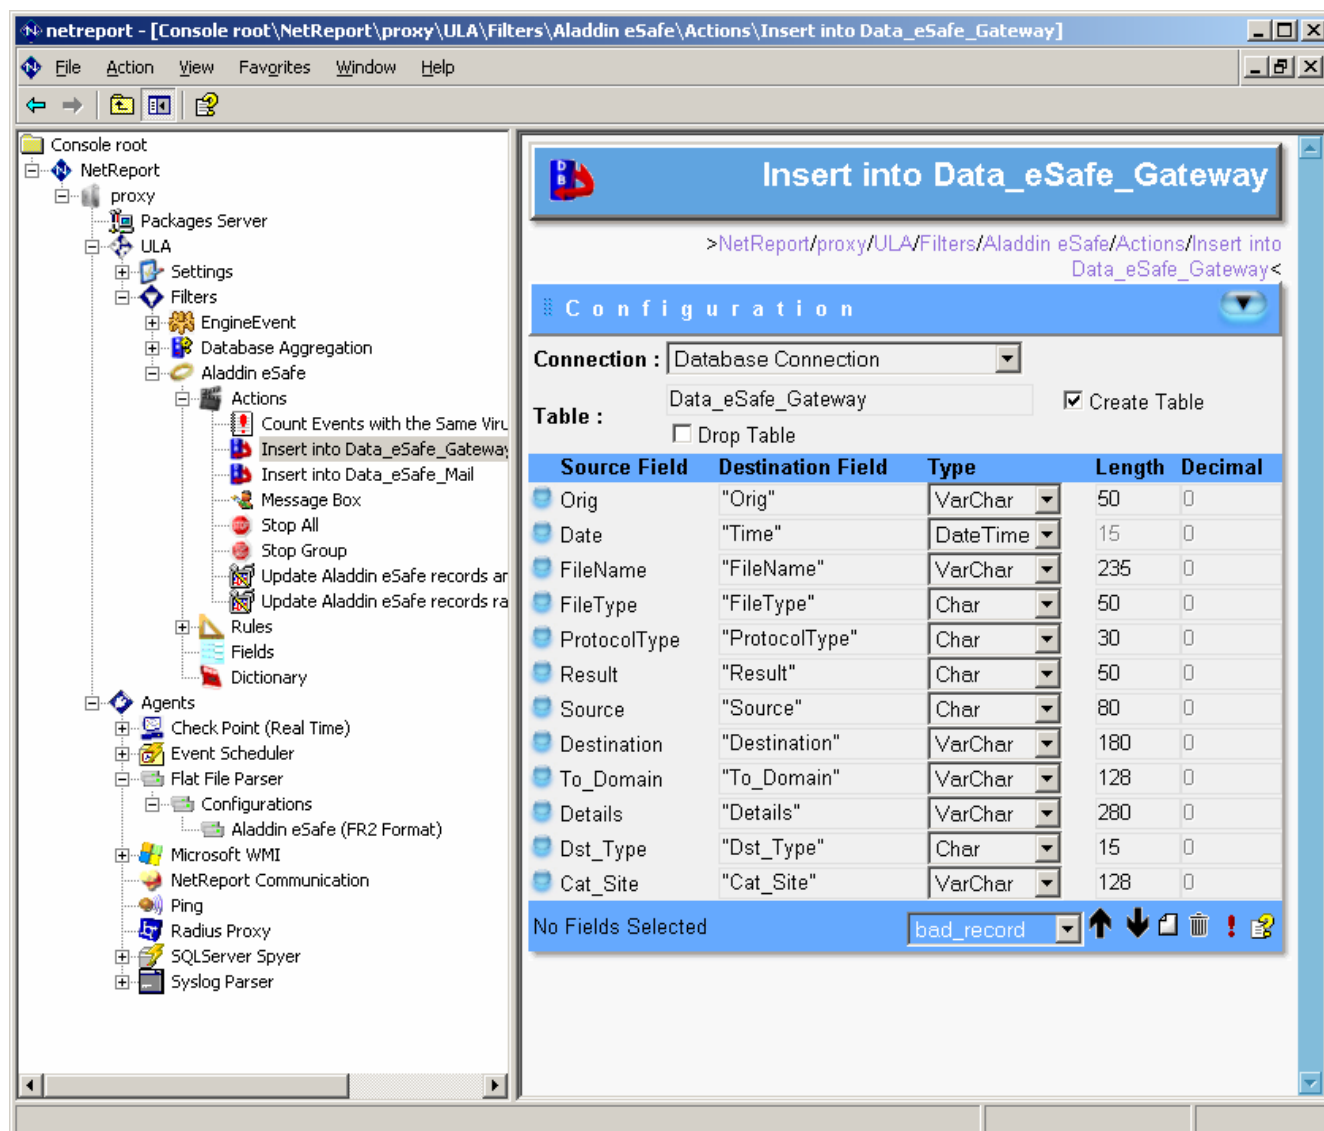 netreport - [Console root\NetReport\proxy\ULA\Filters\Aladdin eSafe\Actions\Insert into Data_eSafe_Gateway]
File Action View Favorites Window Help
Console root
NetReport
proxy
Packages Server
ULA
Settings
Filters
EngineEvent
Database Aggregation
Aladdin eSafe
Actions
Count Events with the Same Viru
Insert into Data_eSafe_Gateway
Insert into Data_eSafe_Mail
Message Box
Stop All
Stop Group
Update Aladdin eSafe records ar
Update Aladdin eSafe records ra
Rules
Fields
Dictionary
Agents
Check Point (Real Time)
Event Scheduler
Flat File Parser
Configurations
Aladdin eSafe (FR2 Format)
Microsoft WMI
NetReport Communication
Ping
Radius Proxy
SQLServer Spyer
Syslog Parser
Insert into Data_eSafe_Gateway
>NetReport/proxy/ULA/Filters/Aladdin eSafe/Actions/Insert into
Data_eSafe_Gateway<
Configuration
Connection : Database Connection
Table : Data_eSafe_Gateway Create Table
Drop Table
Source Field Destination Field Type Length Decimal
Orig "Orig" VarChar 50 0
Date "Time" DateTime 15 0
FileName "FileName" VarChar 235 0
FileType "FileType" Char 50 0
ProtocolType "ProtocolType" Char 30 0
Result "Result" Char 50 0
Source "Source" Char 80 0
Destination "Destination" VarChar 180 0
To_Domain "To_Domain" VarChar 128 0
Details "Details" VarChar 280 0
Dst_Type "Dst_Type" Char 15 0
Cat_Site "Cat_Site" VarChar 128 0
No Fields Selected bad_record